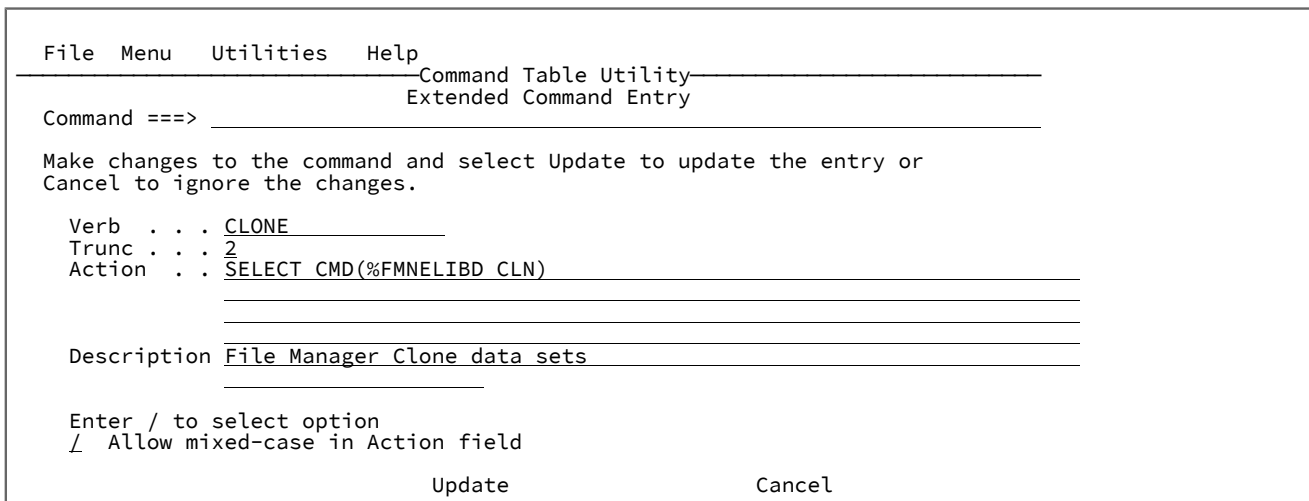 File  Menu   Utilities   Help
Command Table Utility
Extended Command Entry
Command ===>
Make changes to the command and select Update to update the entry or
Cancel to ignore the changes.
Verb  . . . CLONE
Trunc . . . 2
Action  . . SELECT CMD(%FMNELIBD CLN)
Description File Manager Clone data sets
Enter / to select option
/  Allow mixed-case in Action field
Update                   Cancel